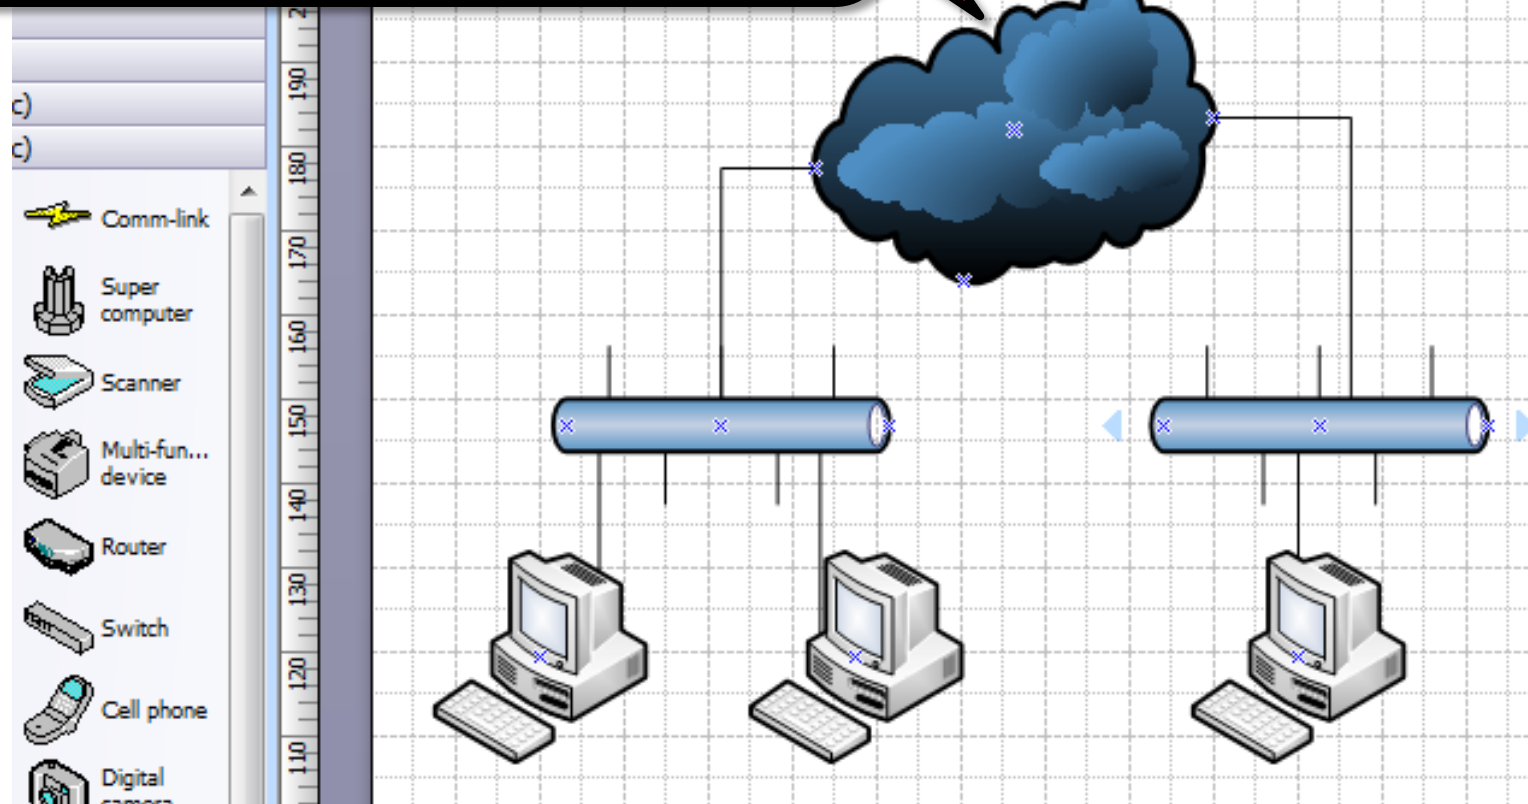 c)
c)
Comm-link
Super
computer
Scanner
Multi-fun...
device
Router
Switch
Cell phone
Digital
camera
190
180
170
160
150
140
130
120
110